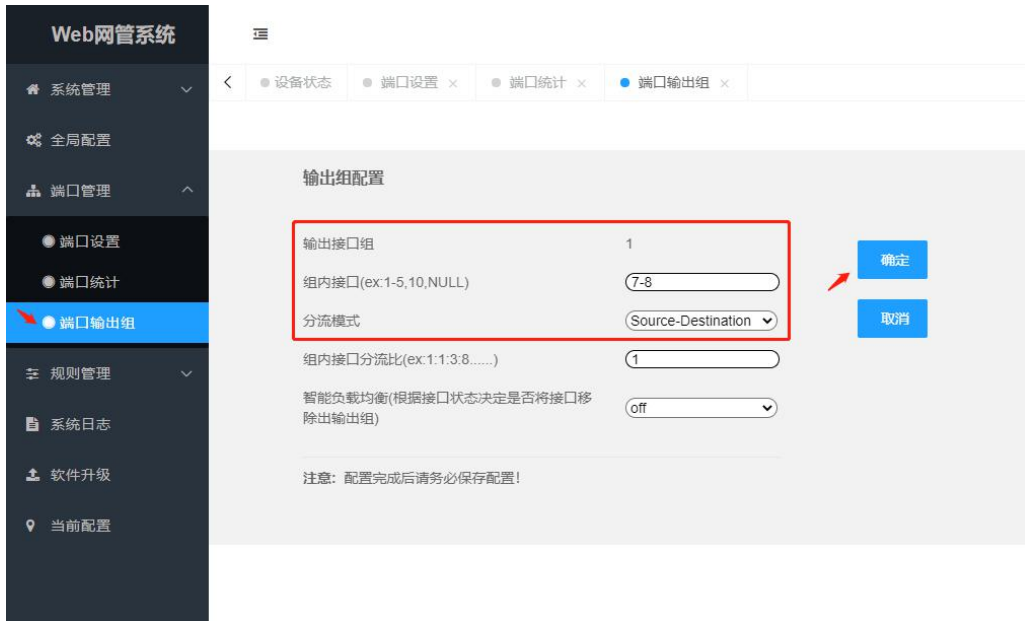 Web网管系统
系统管理
全局配置
端口管理
端口设置
端口统计
端口输出组
规则管理
系统日志
软件升级
当前配置
设备状态 端口设置 × 端口统计 × 端口输出组 ×
输出组配置
输出接口组 1
组内接口(ex:1-5,10,NULL) 7-8
分流模式 Source-Destination
组内接口分流比(ex:1:1:3:8......) 1
智能负载均衡(根据接口状态决定是否将接口移
除出输出组) off
注意: 配置完成后请务必保存配置!
确定
取消